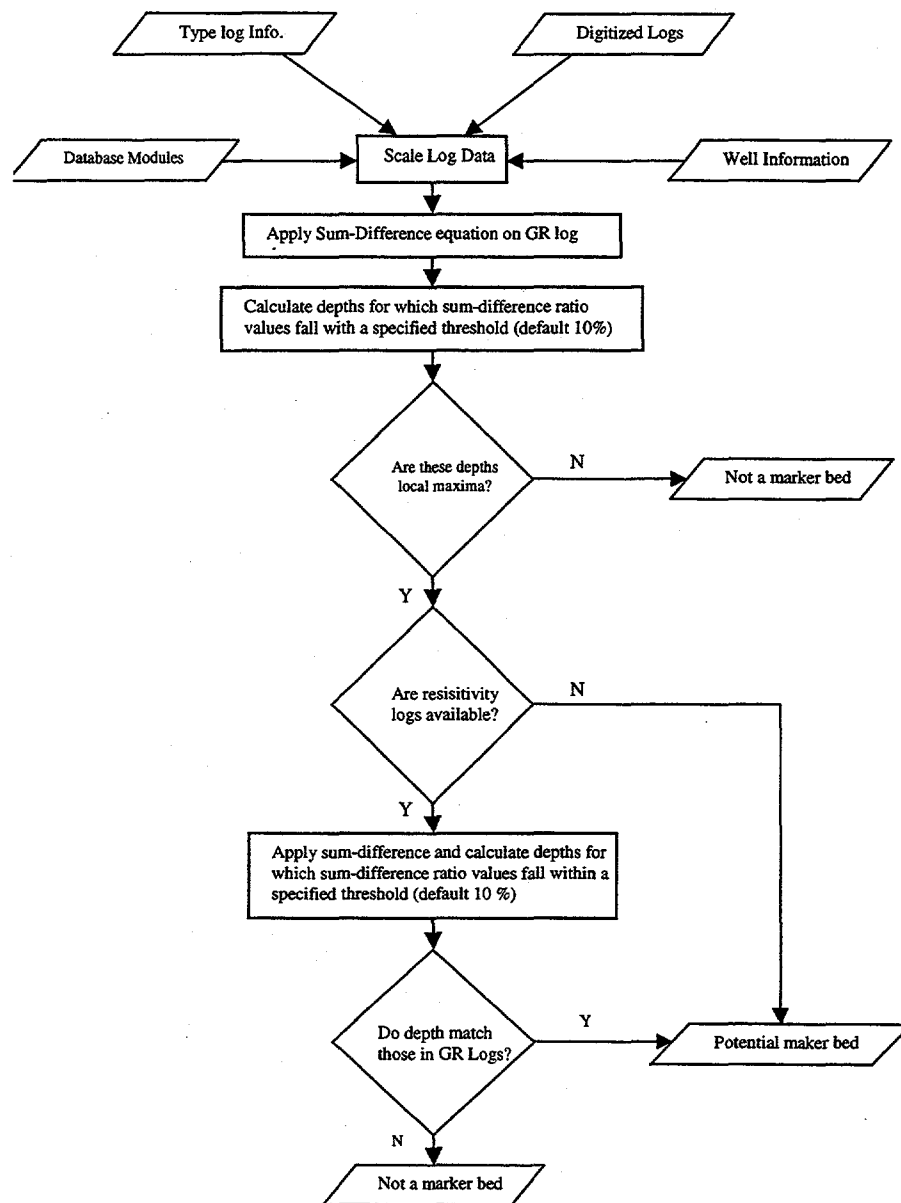 Type log Info.
Digitized Logs
Database Modules
Scale Log Data
Well Information
Apply Sum-Difference equation on GR log
Calculate depths for which sum-difference ratio
values fall with a specified threshold (default 10%)
Are these depths
local maxima?
N
Not a marker bed
Y
Are resisitivity
logs available?
N
Y
Apply sum-difference and calculate depths for
which sum-difference ratio values fall within a
specified threshold (default 10 %)
Do depth match
those in GR Logs?
Y
Potential maker bed
N
Not a marker bed